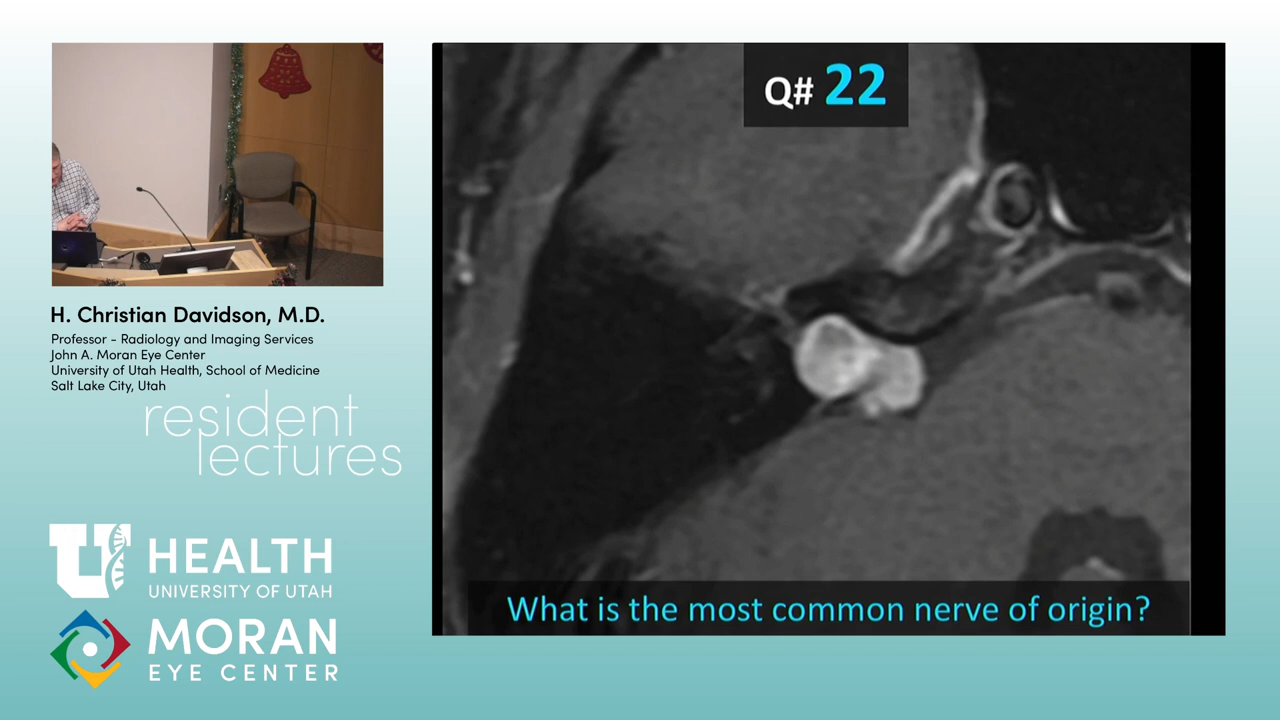 Q# 22
H. Christian Davidson, M.D.
Professor - Radiology and Imaging Services
John A. Moran Eye Center
University of Utah Health, School of Medicine
Salt Lake City, Utah
resident
lectures
U HEALTH
UNIVERSITY OF UTAH
MORAN
EYE CENTER
What is the most common nerve of origin?